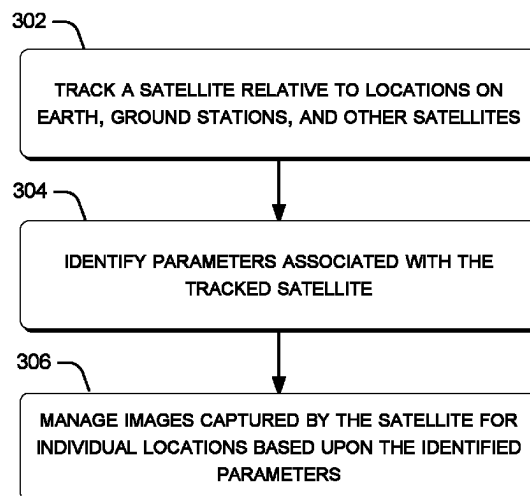 302
TRACK A SATELLITE RELATIVE TO LOCATIONS ON
EARTH, GROUND STATIONS, AND OTHER SATELLITES
304
IDENTIFY PARAMETERS ASSOCIATED WITH THE
TRACKED SATELLITE
306
MANAGE IMAGES CAPTURED BY THE SATELLITE FOR
INDIVIDUAL LOCATIONS BASED UPON THE IDENTIFIED
PARAMETERS